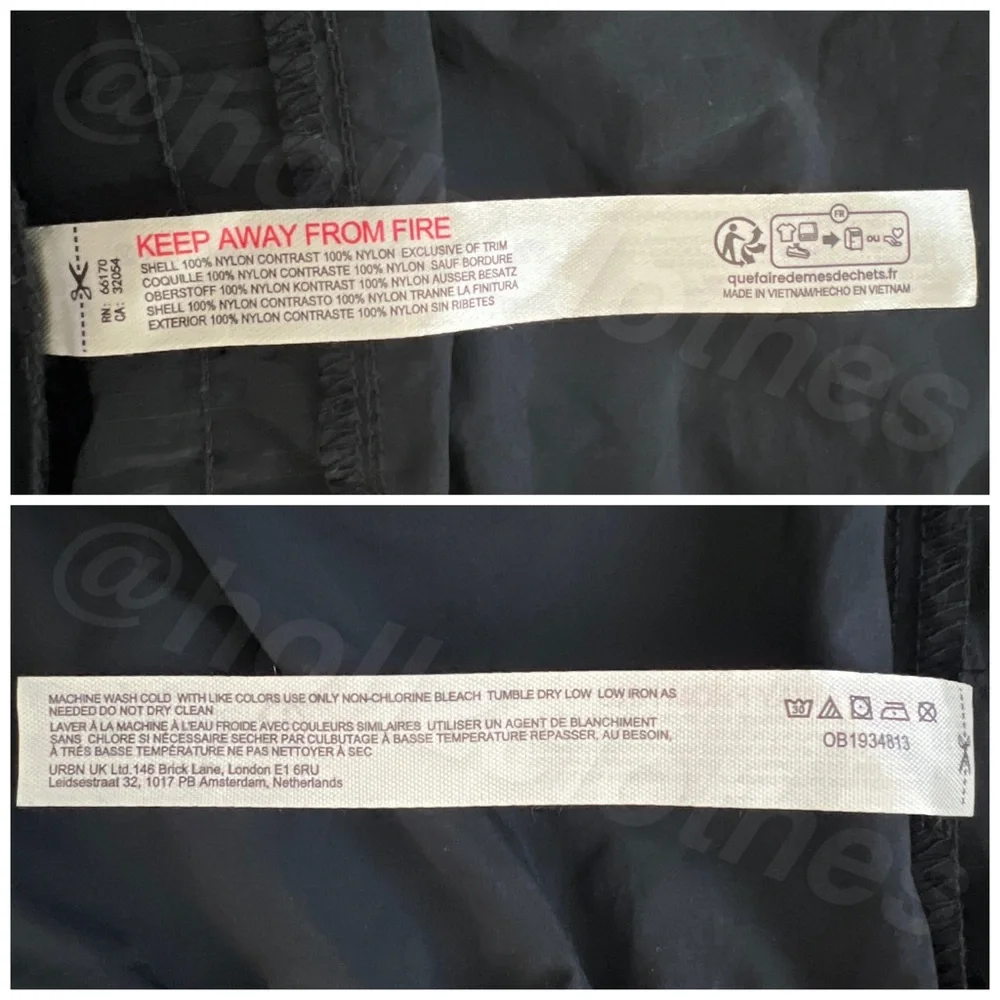 KEEP AWAY FROM FIRE
SHELL 100% NYLON CONTRAST 100% NYLON EXCLUSIVE OF TRIM
COQUILLE 100% NYLON CONTRASTE 100% NYLON SAUF BORDURE
OBERSTOFF 100% NYLON KONTRAST 100% NYLON AUSSER BESATZ
SHELL 100% NYLON CONTRASTO 100% NYLON TRANNE LA FINITURA
EXTERIOR 100% NYLON CONTRASTE 100% NYLON SIN RIBETES
RN: 66170
CA: 32054
FR
OU
quefairedemesdechets.fr
MADE IN VIETNAM/HECHO EN VIETNAM
MACHINE WASH COLD WITH LIKE COLORS USE ONLY NON-CHLORINE BLEACH TUMBLE DRY LOW LOW IRON AS
NEEDED DO NOT DRY CLEAN
LAVER À LA MACHINE À L'EAU FROIDE AVEC COULEURS SIMILAIRES UTILISER UN AGENT DE BLANCHIMENT
SANS CHLORE SI NÉCESSAIRE SECHER PAR CULBUTAGE À BASSE TEMPERATURE REPASSER, AU BESOIN,
À TRÉS BASSE TEMPÉRATURE NE PAS NETTOYER À SEC
URBN UK Ltd.146 Brick Lane, London E1 6RU
Leidsestraat 32, 1017 PB Amsterdam, Netherlands
OB1934813